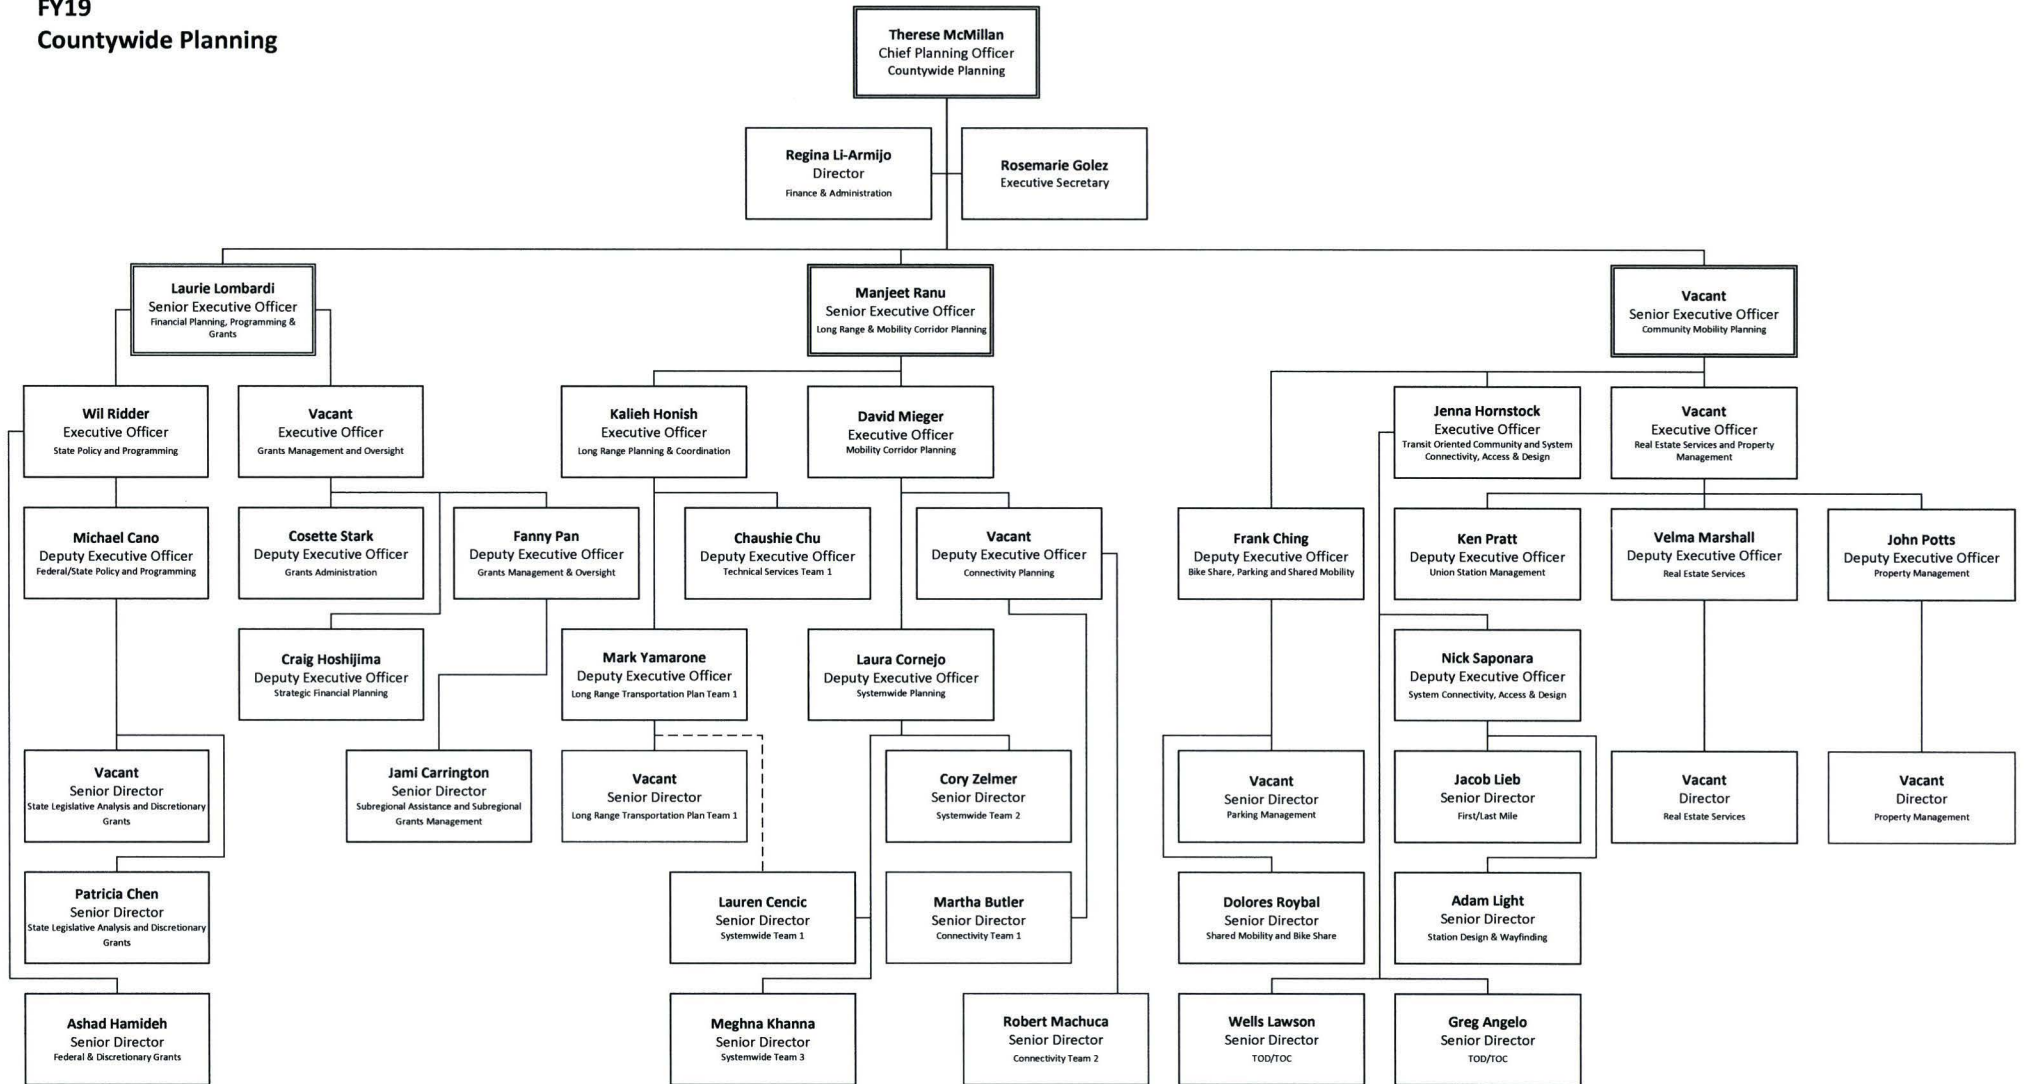 FY19
Countywide Planning
Therese McMillan
Chief Planning Officer
Countywide Planning
Regina Li-Armijo
Director
Finance & Administration
Rosemarie Golez
Executive Secretary
Laurie Lombardi
Senior Executive Officer
Financial Planning, Programming &
Grants
Manjeet Ranu
Senior Executive Officer
Long Range & Mobility Corridor Planning
Vacant
Senior Executive Officer
Community Mobility Planning
Wil Ridder
Executive Officer
State Policy and Programming
Vacant
Executive Officer
Grants Management and Oversight
Kalieh Honish
Executive Officer
Long Range Planning & Coordination
David Mieger
Executive Officer
Mobility Corridor Planning
Jenna Hornstock
Executive Officer
Transit Oriented Community and System
Connectivity, Access & Design
Vacant
Executive Officer
Real Estate Services and Property
Management
Michael Cano
Deputy Executive Officer
Federal/State Policy and Programming
Cosette Stark
Deputy Executive Officer
Grants Administration
Fanny Pan
Deputy Executive Officer
Grants Management & Oversight
Chaushie Chu
Deputy Executive Officer
Technical Services Team 1
Vacant
Deputy Executive Officer
Connectivity Planning
Frank Ching
Deputy Executive Officer
Bike Share, Parking and Shared Mobility
Ken Pratt
Deputy Executive Officer
Union Station Management
Velma Marshall
Deputy Executive Officer
Real Estate Services
John Potts
Deputy Executive Officer
Property Management
Craig Hoshijima
Deputy Executive Officer
Strategic Financial Planning
Mark Yamarone
Deputy Executive Officer
Long Range Transportation Plan Team 1
Laura Cornejo
Deputy Executive Officer
Systemwide Planning
Nick Saponara
Deputy Executive Officer
System Connectivity, Access & Design
Vacant
Senior Director
State Legislative Analysis and Discretionary
Grants
Jami Carrington
Senior Director
Subregional Assistance and Subregional
Grants Management
Vacant
Senior Director
Long Range Transportation Plan Team 1
Cory Zelmer
Senior Director
Systemwide Team 2
Vacant
Senior Director
Parking Management
Jacob Lieb
Senior Director
First/Last Mile
Vacant
Director
Real Estate Services
Vacant
Director
Property Management
Patricia Chen
Senior Director
State Legislative Analysis and Discretionary
Grants
Lauren Cencic
Senior Director
Systemwide Team 1
Martha Butler
Senior Director
Connectivity Team 1
Dolores Roybal
Senior Director
Shared Mobility and Bike Share
Adam Light
Senior Director
Station Design & Wayfinding
Ashad Hamideh
Senior Director
Federal & Discretionary Grants
Meghna Khanna
Senior Director
Systemwide Team 3
Robert Machuca
Senior Director
Connectivity Team 2
Wells Lawson
Senior Director
TOD/TOC
Greg Angelo
Senior Director
TOD/TOC